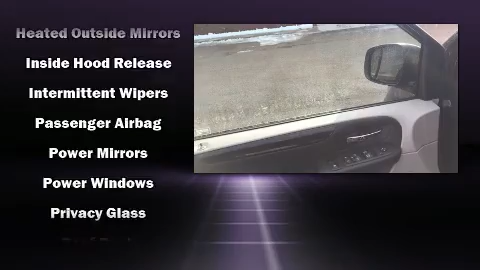 Heated Outside Mirrors
Inside Hood Release
Intermittent Wipers
Passenger Airbag
Power Mirrors
Power Windows
Privacy Glass